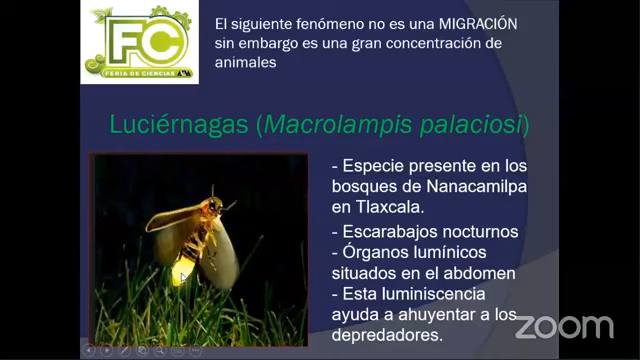 FC
FERIA DE CIENCIAS
El siguiente fenómeno no es una MIGRACIÓN
sin embargo es una gran concentración de
animales
Luciérnagas (Macrolampis palaciosi)
- Especie presente en los
bosques de Nanacamilpa
en Tlaxcala.
- Escarabajos nocturnos
- Órganos lumínicos
situados en el abdomen
- Esta luminiscencia
ayuda a ahuyentar a los
depredadores.
zoom